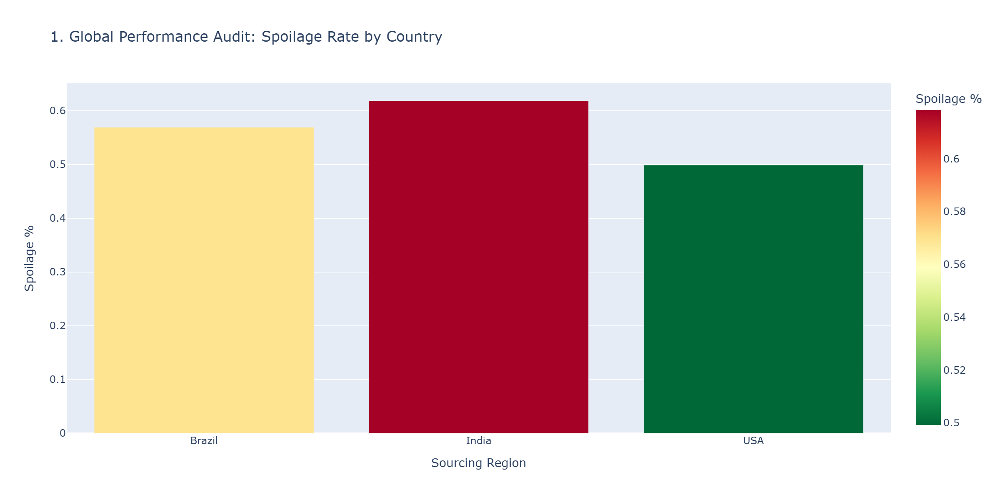 1. Global Performance Audit: Spoilage Rate by Country
Spoilage %
0.6
0.5
0.4
0.3
0.2
0.1
0
Brazil
India
USA
Sourcing Region
Spoilage %
0.6
0.58
0.56
0.54
0.52
0.5